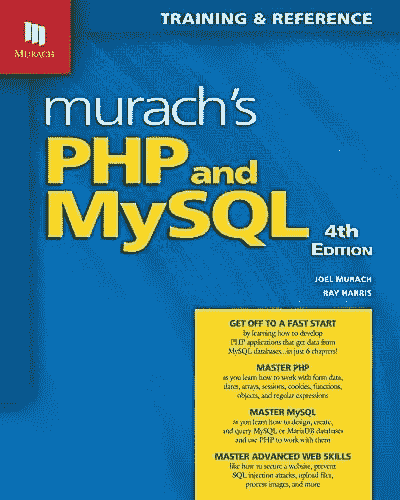 TRAINING & REFERENCE
MURACH
murach's
PHP and
MySQL 4th
EDITION
JOEL MURACH
RAY HARRIS
GET OFF TO A FAST START
by learning how to develop
PHP applications that get data from
MySQL databases...in just 6 chapters!
MASTER PHP
as you learn how to work with form data,
dates, arrays, sessions, cookies, functions,
objects, and regular expressions
MASTER MySQL
as you learn how to design, create,
and query MySQL or MariaDB databases
and use PHP to work with them
MASTER ADVANCED WEB SKILLS
like how to secure a website, prevent
SQL injection attacks, upload files,
process images, and more